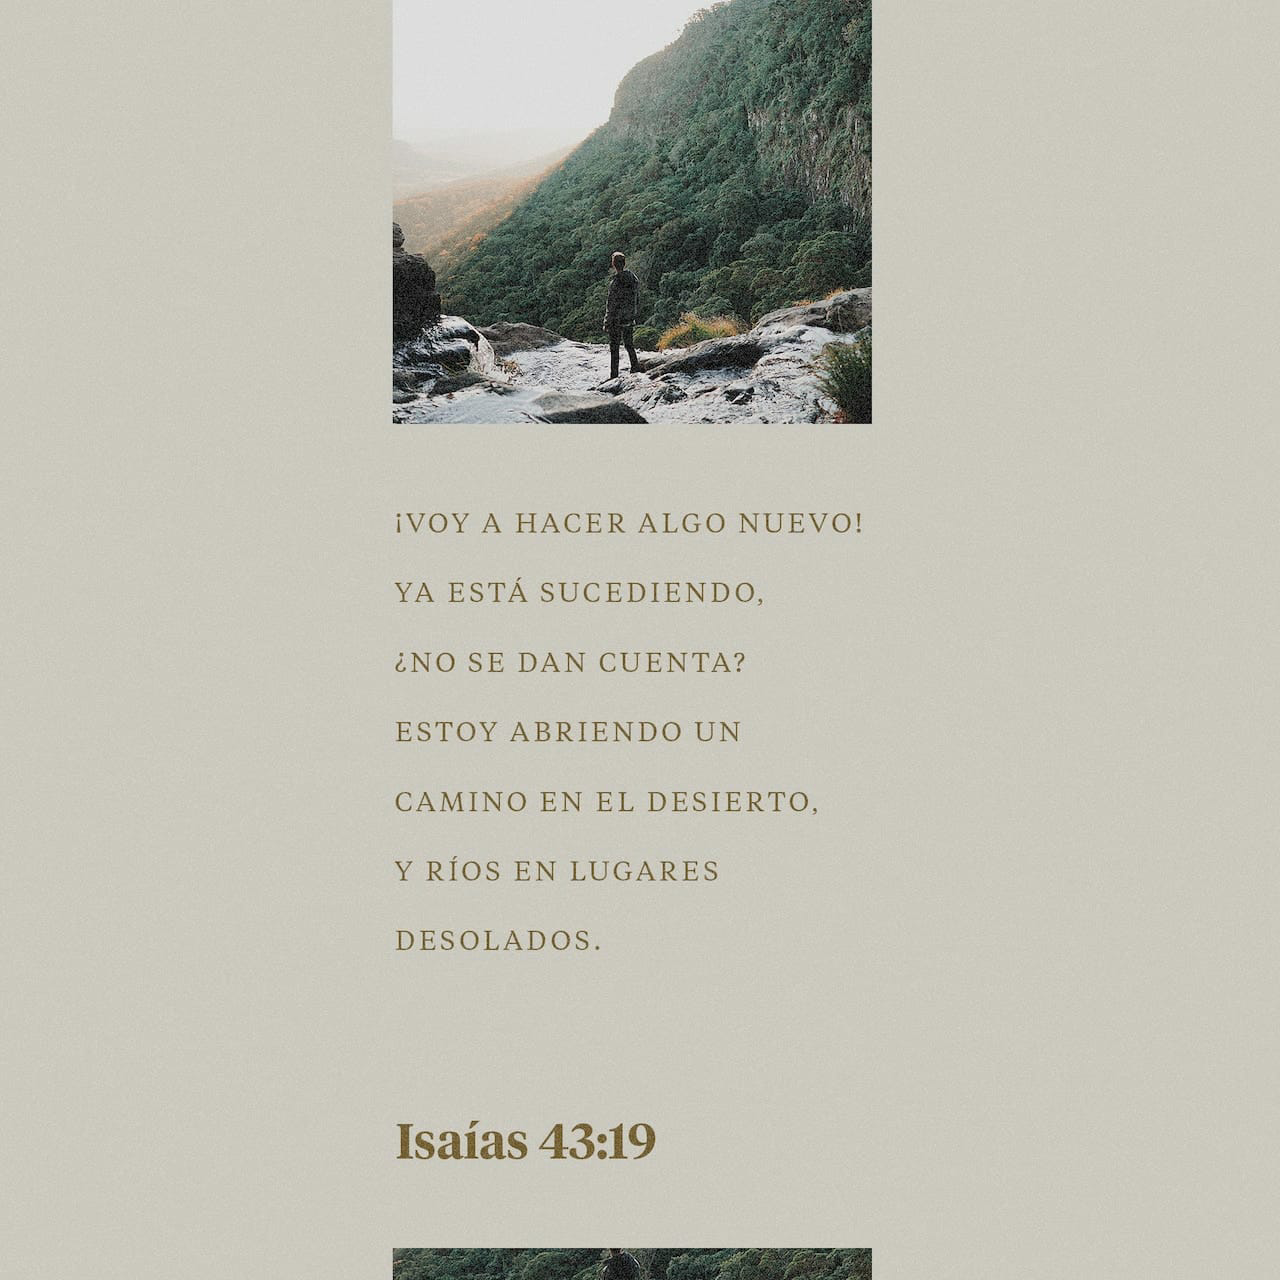 ¡VOY A HACER ALGO NUEVO!
YA ESTÁ SUCEDIENDO,
¿NO SE DAN CUENTA?
ESTOY ABRIENDO UN
CAMINO EN EL DESIERTO,
Y RÍOS EN LUGARES
DESOLADOS.
Isaías 43:19